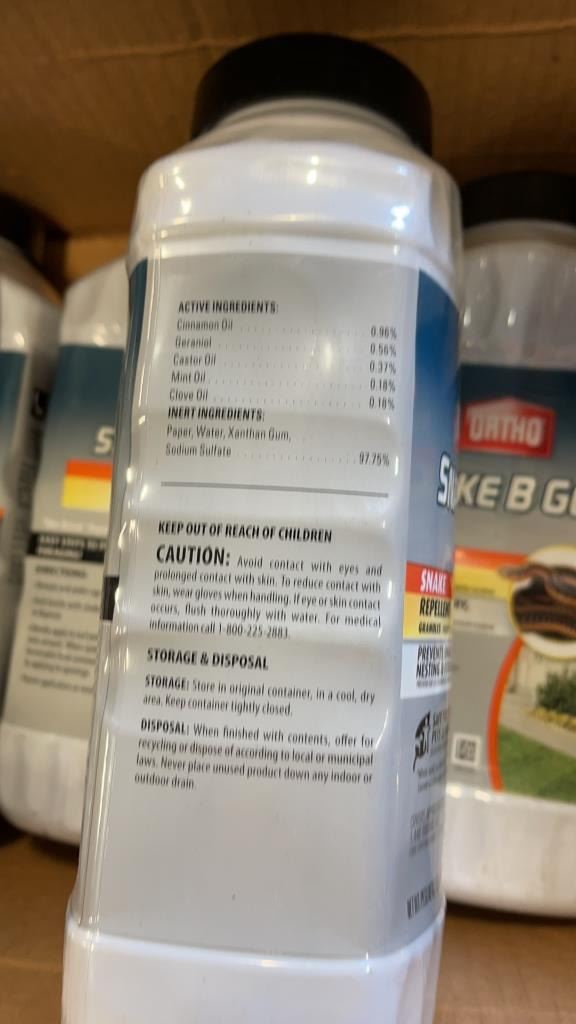 ACTIVE INGREDIENTS:
Cinnamon Oil . . . . . . . . . . . . . . . . . . . . . . . 0.96%
Geraniol . . . . . . . . . . . . . . . . . . . . . . . 0.56%
Castor Oil . . . . . . . . . . . . . . . . . . . . . . . 0.37%
Mint Oil . . . . . . . . . . . . . . . . . . . . . . . 0.18%
Clove Oil . . . . . . . . . . . . . . . . . . . . . . . 0.18%
INERT INGREDIENTS:
Paper, Water, Xanthan Gum,
Sodium Sulfate . . . . . . . . . . . . . . . . . . . 97.75%
KEEP OUT OF REACH OF CHILDREN
CAUTION: Avoid contact with eyes and
prolonged contact with skin. To reduce contact with
skin, wear gloves when handling. If eye or skin contact
occurs, flush thoroughly with water. For medical
information call 1-800-225-2883.
STORAGE & DISPOSAL
STORAGE: Store in original container, in a cool, dry
area. Keep container tightly closed.
DISPOSAL: When finished with contents, offer for
recycling or dispose of according to local or municipal
laws. Never place unused product down any indoor or
outdoor drain.
SNAKE
REPELLEN
GRANULES
PREVENTS
NESTING &
ORTHO
KE B G
DIRECTIONS: